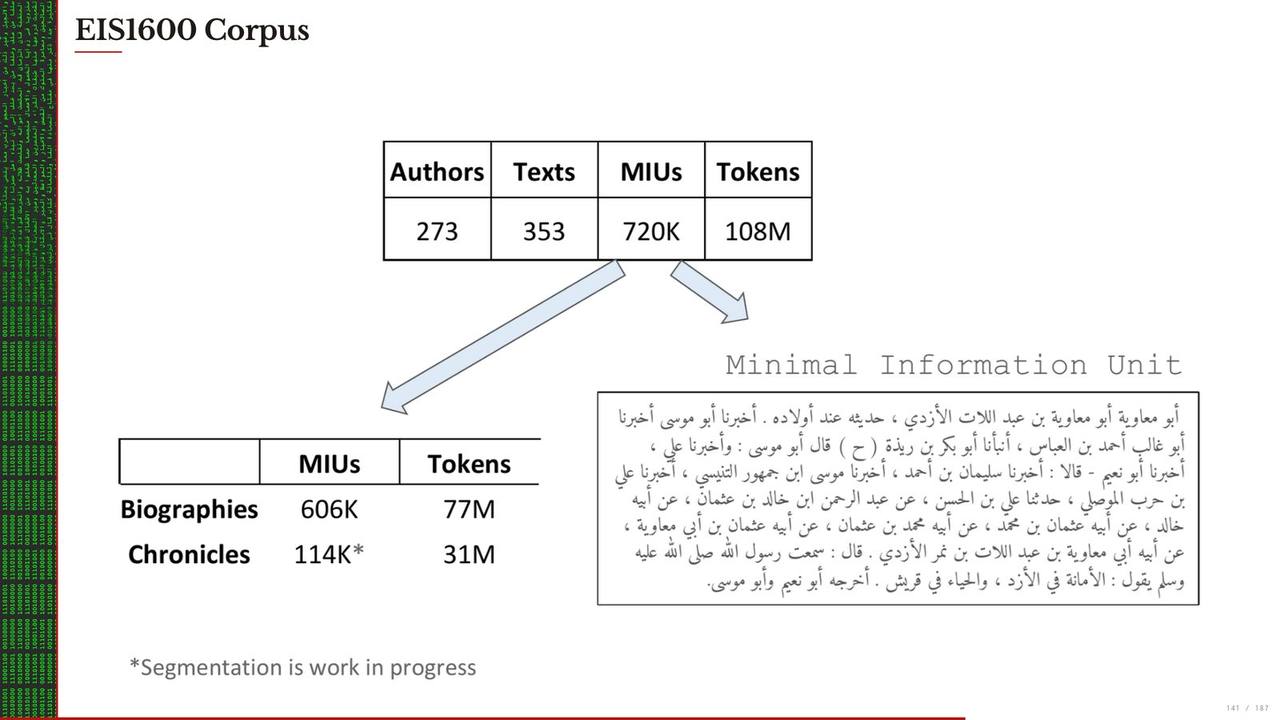 EIS1600 Corpus
Authors Texts MIUs Tokens
273 353 720K 108M
Minimal Information Unit
أبو معاوية أبو معاوية بن عبد اللات الأزدي ، حديثه عند أولاده . أخبرنا أبو موسى أخبرنا
أبو غالب أحمد بن العباس ، أنبأنا أبو بكر بن ريذة ( ح ) قال أبو موسى : وأخبرنا علي ،
أخبرنا أبو نعيم - قالا : أخبرنا سليمان بن أحمد ، أخبرنا موسى ابن جمهور التنيسي ، أخبرنا علي
بن حرب الموصلي ، حدثنا علي بن الحسن ، عن عبد الرحمن ابن خالد بن عثمان ، عن أبيه
خالد ، عن أبيه عثمان بن محمد ، عن أبيه محمد بن عثمان ، عن أبيه عثمان بن أبي معاوية ،
عن أبيه أبي معاوية بن عبد اللات بن نمر الأزدي . قال : سمعت رسول الله صلى الله عليه
وسلم يقول : الأمانة في الأزد ، والحياء في قريش . أخرجه أبو نعيم وأبو موسى.
MIUs Tokens
Biographies 606K 77M
Chronicles 114K* 31M
*Segmentation is work in progress
141 / 187